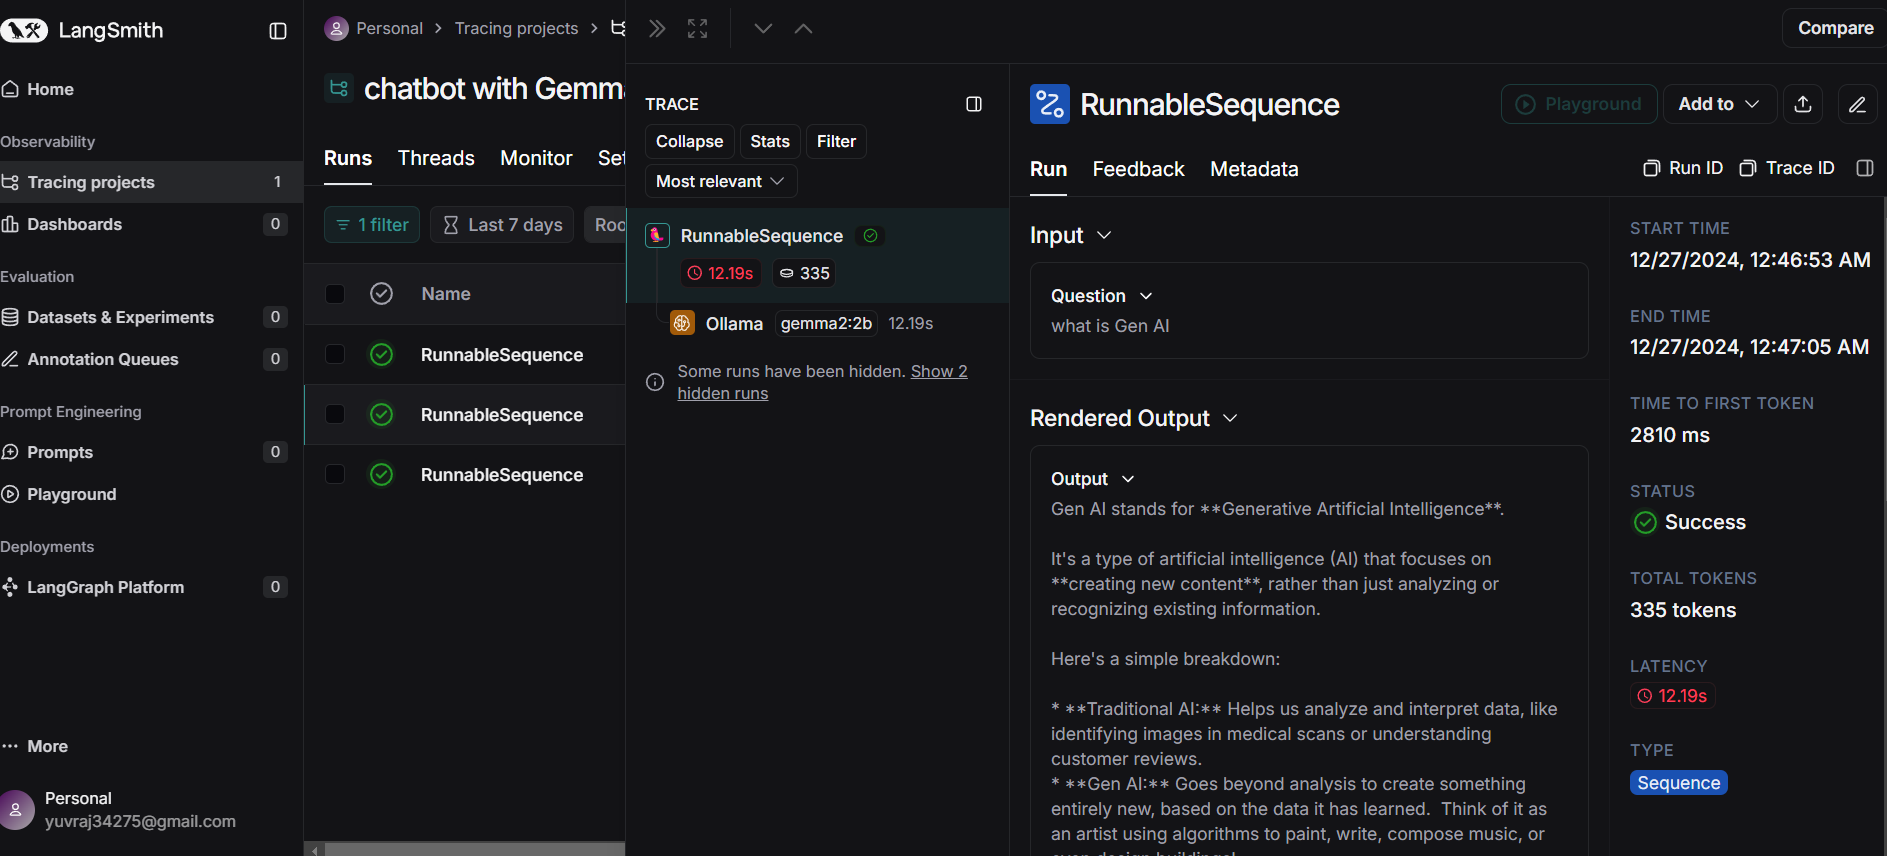 LangSmith
Home
Observability
Tracing projects 1
Dashboards 0
Evaluation
Datasets & Experiments 0
Annotation Queues 0
Prompt Engineering
Prompts 0
Playground
Deployments
LangGraph Platform 0
More
Personal
yuvraj34275@gmail.com
Personal > Tracing projects >
chatbot with Gemma
Runs Threads Monitor Set
1 filter Last 7 days Roo
Name
RunnableSequence
RunnableSequence
RunnableSequence
Compare
TRACE
Collapse Stats Filter
Most relevant
RunnableSequence
12.19s 335
Ollama gemma2:2b 12.19s
Some runs have been hidden. Show 2
hidden runs
RunnableSequence
Playground Add to
Run Feedback Metadata
Run ID Trace ID
Input
Question
what is Gen AI
Rendered Output
Output
Gen AI stands for **Generative Artificial Intelligence**.
It's a type of artificial intelligence (AI) that focuses on
**creating new content**, rather than just analyzing or
recognizing existing information.
Here's a simple breakdown:
* **Traditional AI:** Helps us analyze and interpret data, like
identifying images in medical scans or understanding
customer reviews.
* **Gen AI:** Goes beyond analysis to create something
entirely new, based on the data it has learned.  Think of it as
an artist using algorithms to paint, write, compose music, or
even design buildings!
START TIME
12/27/2024, 12:46:53 AM
END TIME
12/27/2024, 12:47:05 AM
TIME TO FIRST TOKEN
2810 ms
STATUS
Success
TOTAL TOKENS
335 tokens
LATENCY
12.19s
TYPE
Sequence